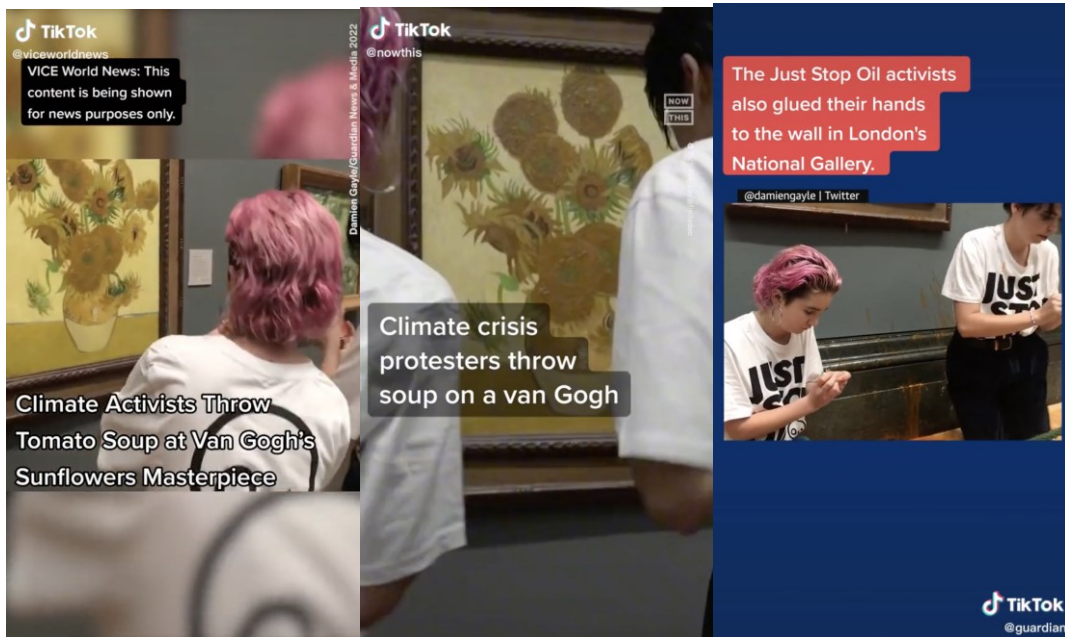 TikTok
@viceworldnews
VICE World News: This
content is being shown
for news purposes only.
Climate Activists Throw
Tomato Soup at Van Gogh's
Sunflowers Masterpiece
Damien Gayle/Guardian News & Media 2022
TikTok
@nowthis
NOW
THIS
Climate crisis
protesters throw
soup on a van Gogh
The Just Stop Oil activists
also glued their hands
to the wall in London's
National Gallery.
@damiengayle | Twitter
JUST
JUST
TikTok
@guardian